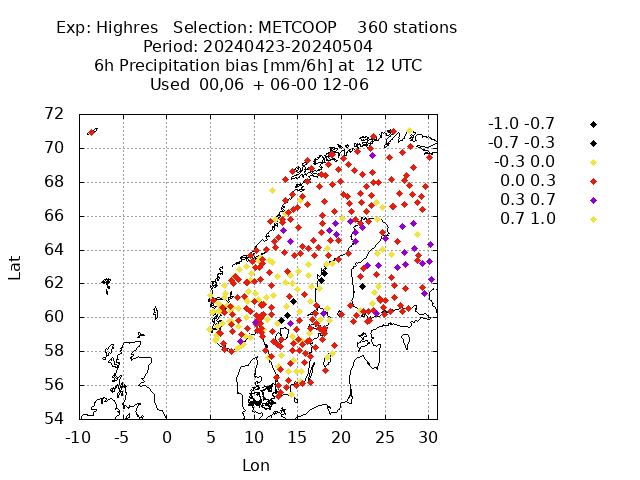 Exp: Highres   Selection: METCOOP    360 stations
Period: 20240423-20240504
6h Precipitation bias [mm/6h] at  12 UTC
Used  00,06  + 06-00 12-06
72
70
68
66
64
62
60
58
56
54
Lat
-10 -5 0 5 10 15 20 25 30
Lon
-1.0 -0.7
-0.7 -0.3
-0.3 0.0
0.0 0.3
0.3 0.7
0.7 1.0